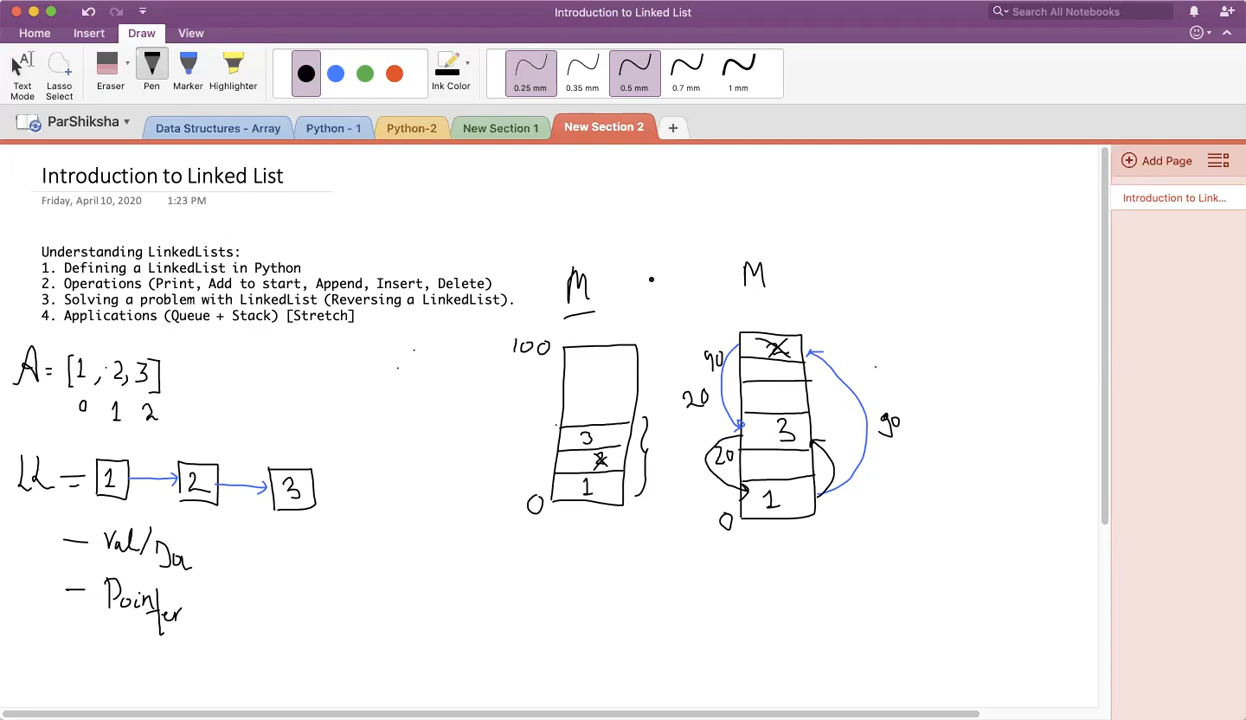 Introduction to Linked List
Search All Notebooks
Home Insert Draw View
Text Mode
Lasso Select
Eraser
Pen
Marker
Highlighter
Ink Color
0.25 mm 0.35 mm 0.5 mm 0.7 mm 1 mm
ParShiksha
Data Structures - Array
Python - 1
Python-2
New Section 1
New Section 2
+
Add Page
Introduction to Link...
Introduction to Linked List
Friday, April 10, 2020 1:23 PM
Understanding LinkedLists:
1. Defining a LinkedList in Python
2. Operations (Print, Add to start, Append, Insert, Delete)
3. Solving a problem with LinkedList (Reversing a LinkedList).
4. Applications (Queue + Stack) [Stretch]
A = [1, 2, 3]
0 1 2
LL = 1 2 3
— Val/Da
— Pointer
M
100
3
2
1
0
M
2
90
20
3
90
20
1
0